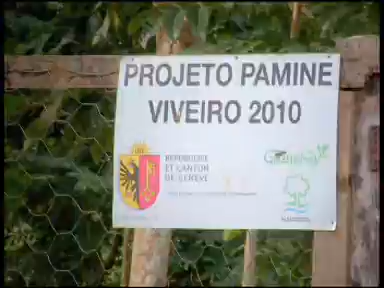 PROJETO PAMINE
VIVEIRO 2010
REPUBLIQUE
ET CANTON
DE GENEVE